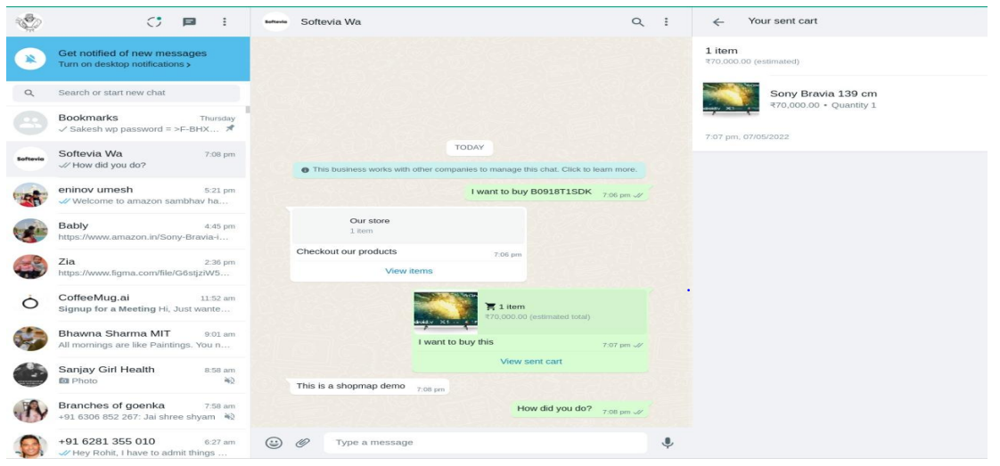 Softevia
Softevia Wa
Your sent cart
Get notified of new messages
Turn on desktop notifications >
Search or start new chat
Bookmarks
Thursday
Sakesh wp password = >F-BHX...
Softevia
Softevia Wa
7:08 pm
How did you do?
eninov umesh
5:21 pm
Welcome to amazon sambhav ha...
Bably
4:45 pm
https://www.amazon.in/Sony-Bravia-i...
Zia
2:36 pm
https://www.figma.com/file/G6stjziW5...
CoffeeMug.ai
11:52 am
Signup for a Meeting Hi, Just wante...
Bhawna Sharma MIT
9:01 am
All mornings are like Paintings. You n...
Sanjay Girl Health
8:58 am
Photo
Branches of goenka
7:58 am
+91 6306 852 267: Jai shree shyam
+91 6281 355 010
6:27 am
Hey Rohit, I have to admit things ...
TODAY
This business works with other companies to manage this chat. Click to learn more.
I want to buy B0918T1SDK
7:06 pm
Our store
1 item
Checkout our products
7:06 pm
View items
1 item
₹70,000.00 (estimated total)
I want to buy this
7:07 pm
View sent cart
This is a shopmap demo
7:08 pm
How did you do?
7:08 pm
Type a message
1 item
₹70,000.00 (estimated)
Sony Bravia 139 cm
₹70,000.00 • Quantity 1
7:07 pm, 07/05/2022